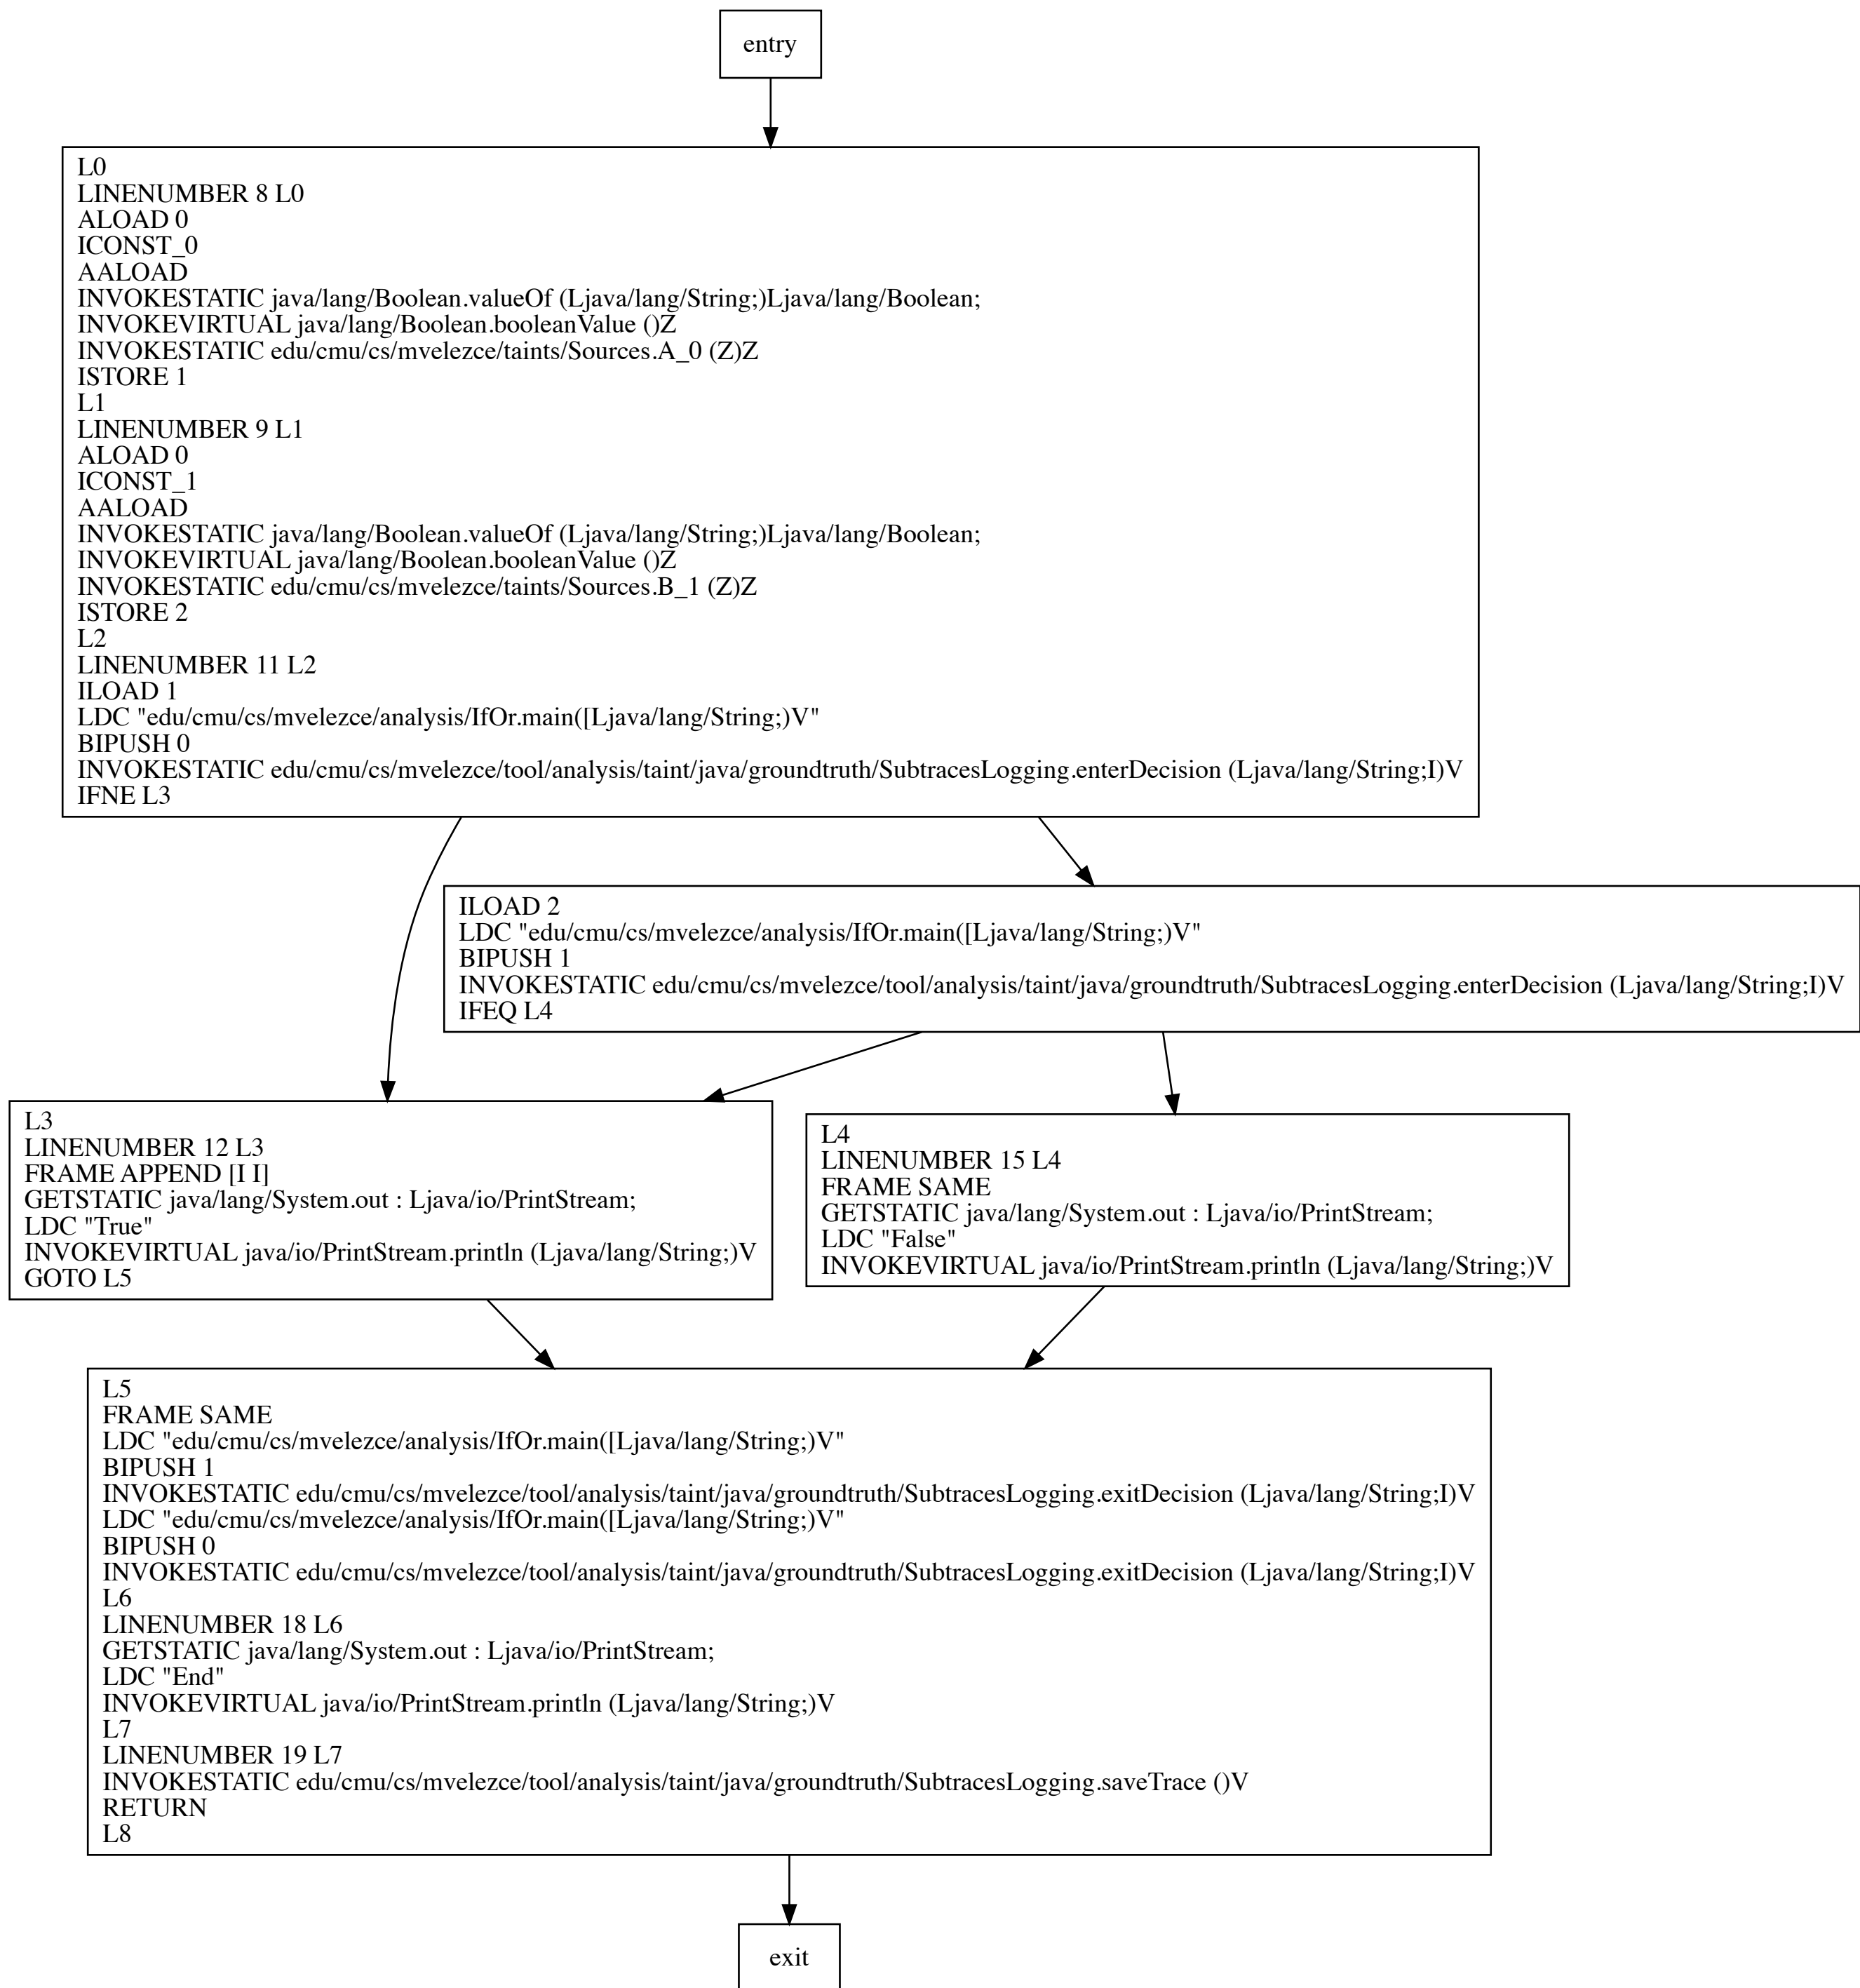 entry
L0
LINENUMBER 8 L0
ALOAD 0
ICONST_0
AALOAD
INVOKESTATIC java/lang/Boolean.valueOf (Ljava/lang/String;)Ljava/lang/Boolean;
INVOKEVIRTUAL java/lang/Boolean.booleanValue ()Z
INVOKESTATIC edu/cmu/cs/mvelezce/taints/Sources.A_0 (Z)Z
ISTORE 1
L1
LINENUMBER 9 L1
ALOAD 0
ICONST_1
AALOAD
INVOKESTATIC java/lang/Boolean.valueOf (Ljava/lang/String;)Ljava/lang/Boolean;
INVOKEVIRTUAL java/lang/Boolean.booleanValue ()Z
INVOKESTATIC edu/cmu/cs/mvelezce/taints/Sources.B_1 (Z)Z
ISTORE 2
L2
LINENUMBER 11 L2
ILOAD 1
LDC "edu/cmu/cs/mvelezce/analysis/IfOr.main([Ljava/lang/String;)V"
BIPUSH 0
INVOKESTATIC edu/cmu/cs/mvelezce/tool/analysis/taint/java/groundtruth/SubtracesLogging.enterDecision (Ljava/lang/String;I)V
IFNE L3
ILOAD 2
LDC "edu/cmu/cs/mvelezce/analysis/IfOr.main([Ljava/lang/String;)V"
BIPUSH 1
INVOKESTATIC edu/cmu/cs/mvelezce/tool/analysis/taint/java/groundtruth/SubtracesLogging.enterDecision (Ljava/lang/String;I)V
IFEQ L4
L3
LINENUMBER 12 L3
FRAME APPEND [I I]
GETSTATIC java/lang/System.out : Ljava/io/PrintStream;
LDC "True"
INVOKEVIRTUAL java/io/PrintStream.println (Ljava/lang/String;)V
GOTO L5
L4
LINENUMBER 15 L4
FRAME SAME
GETSTATIC java/lang/System.out : Ljava/io/PrintStream;
LDC "False"
INVOKEVIRTUAL java/io/PrintStream.println (Ljava/lang/String;)V
L5
FRAME SAME
LDC "edu/cmu/cs/mvelezce/analysis/IfOr.main([Ljava/lang/String;)V"
BIPUSH 1
INVOKESTATIC edu/cmu/cs/mvelezce/tool/analysis/taint/java/groundtruth/SubtracesLogging.exitDecision (Ljava/lang/String;I)V
LDC "edu/cmu/cs/mvelezce/analysis/IfOr.main([Ljava/lang/String;)V"
BIPUSH 0
INVOKESTATIC edu/cmu/cs/mvelezce/tool/analysis/taint/java/groundtruth/SubtracesLogging.exitDecision (Ljava/lang/String;I)V
L6
LINENUMBER 18 L6
GETSTATIC java/lang/System.out : Ljava/io/PrintStream;
LDC "End"
INVOKEVIRTUAL java/io/PrintStream.println (Ljava/lang/String;)V
L7
LINENUMBER 19 L7
INVOKESTATIC edu/cmu/cs/mvelezce/tool/analysis/taint/java/groundtruth/SubtracesLogging.saveTrace ()V
RETURN
L8
exit